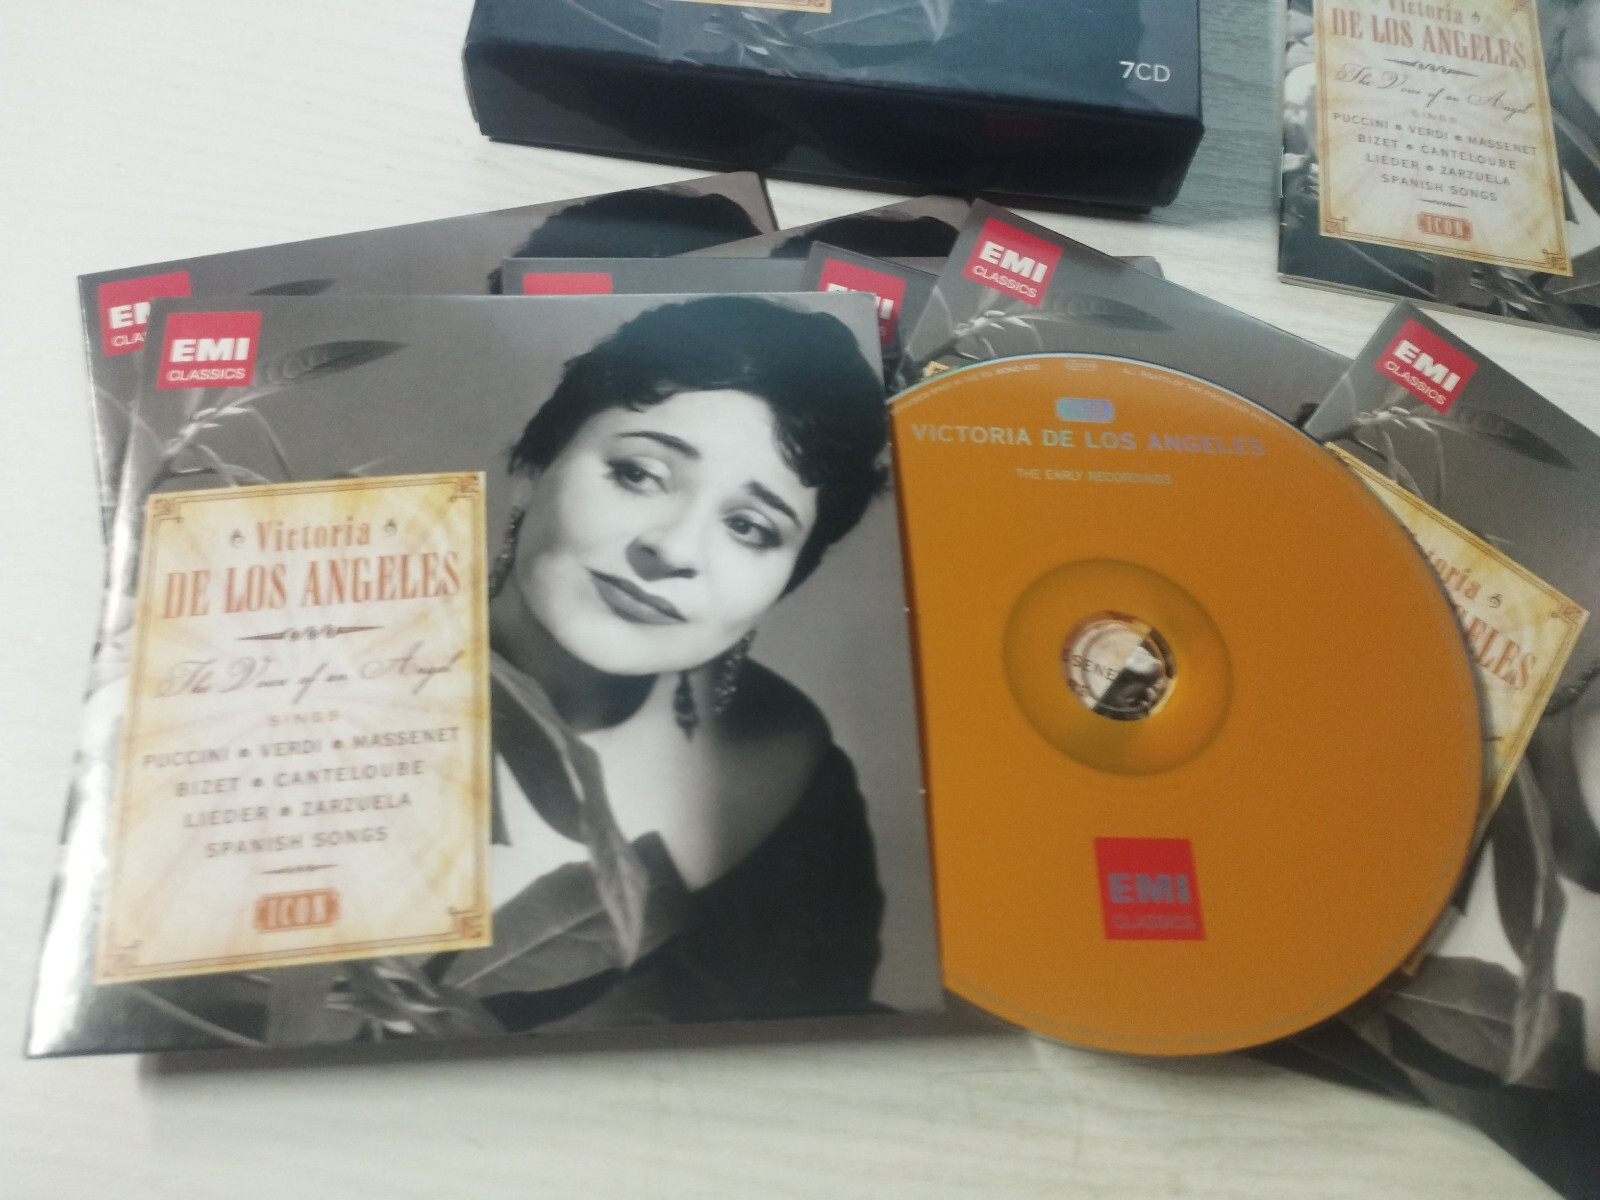 7CD
Victoria
DE LOS ANGELES
The Voice of an Angel
SINGS
PUCCINI • VERDI • MASSENET
BIZET • CANTELOUBE
LIEDER • ZARZUELA
SPANISH SONGS
ICON
EMI
CLASSICS
EMI
CLASSICS
EMI
CLASSICS
Victoria
DE LOS ANGELES
The Voice of an Angel
SINGS
PUCCINI • VERDI • MASSENET
BIZET • CANTELOUBE
LIEDER • ZARZUELA
SPANISH SONGS
ICON
VICTORIA DE LOS ANGELES
THE EARLY RECORDINGS
EMI
CLASSICS